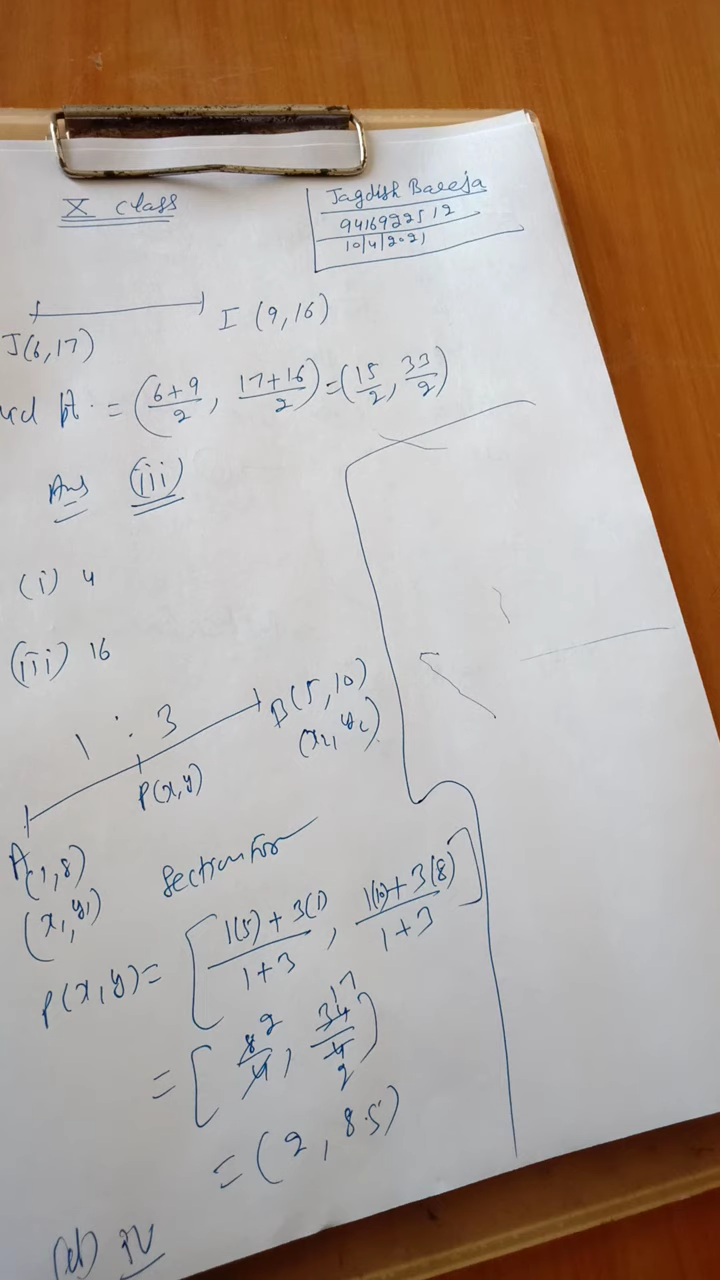 X class
Jagdish Bareja
9416922512
10/4/2021
I (9,16)
J(6,17)
= (6+9/2, 17+16/2) = (15/2, 33/2)
Ans (iii)
(i) 4
(iii) 16
1 : 3
B(5,10)
(x2, y2)
P(x,y)
A(1,8)
(x1, y1)
Section For
P(x,y) = [1(5)+3(1)/1+3, 1(10)+3(8)/1+3]
= [8/4 2, 34/4 17/2)
= (2, 8.5)
IV